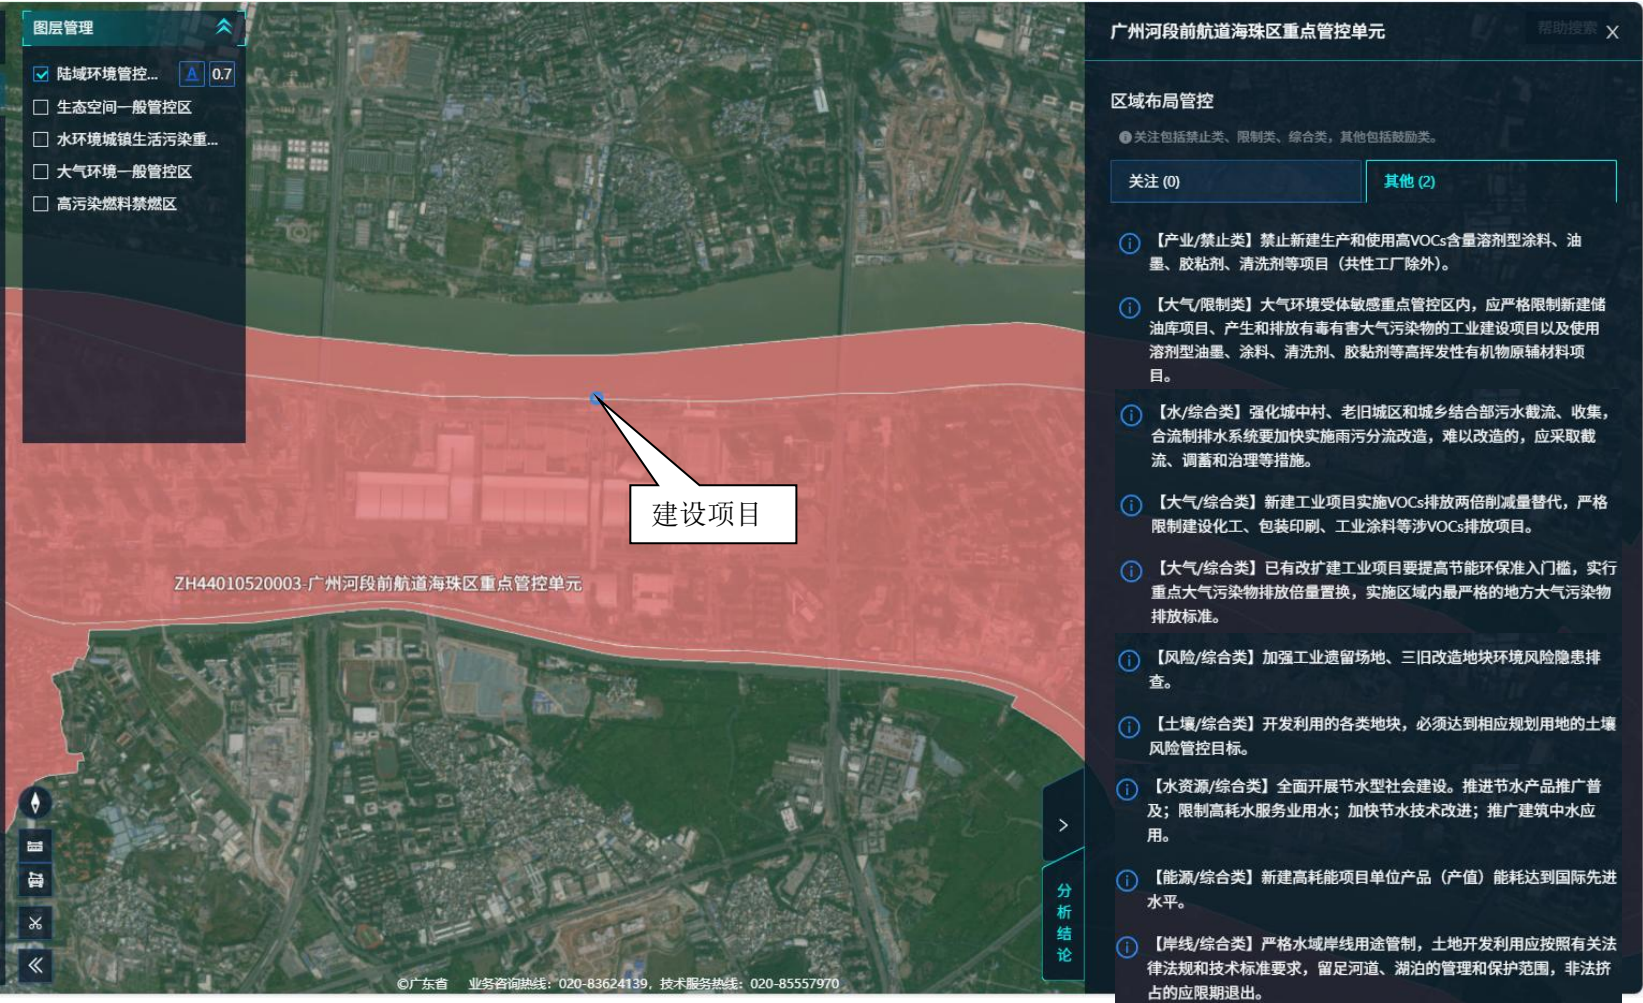 图层管理
陆域环境管控... A 0.7
生态空间一般管控区
水环境城镇生活污染重...
大气环境一般管控区
高污染燃料禁燃区
建设项目
ZH44010520003-广州河段前航道海珠区重点管控单元
分析结论
©广东省 业务咨询热线：020-83624139，技术服务热线：020-85557970
广州河段前航道海珠区重点管控单元
帮助搜索
区域布局管控
关注包括禁止类、限制类、综合类，其他包括鼓励类。
关注 (0)
其他 (2)
【产业/禁止类】禁止新建生产和使用高VOCs含量溶剂型涂料、油
墨、胶粘剂、清洗剂等项目（共性工厂除外）。
【大气/限制类】大气环境受体敏感重点管控区内，应严格限制新建储
油库项目、产生和排放有毒有害大气污染物的工业建设项目以及使用
溶剂型油墨、涂料、清洗剂、胶黏剂等高挥发性有机物原辅材料项
目。
【水/综合类】强化城中村、老旧城区和城乡结合部污水截流、收集，
合流制排水系统要加快实施雨污分流改造，难以改造的，应采取截
流、调蓄和治理等措施。
【大气/综合类】新建工业项目实施VOCs排放两倍削减量替代，严格
限制建设化工、包装印刷、工业涂料等涉VOCs排放项目。
【大气/综合类】已有改扩建工业项目要提高节能环保准入门槛，实行
重点大气污染物排放倍量置换，实施区域内最严格的地方大气污染物
排放标准。
【风险/综合类】加强工业遗留场地、三旧改造地块环境风险隐患排
查。
【土壤/综合类】开发利用的各类地块，必须达到相应规划用地的土壤
风险管控目标。
【水资源/综合类】全面开展节水型社会建设。推进节水产品推广普
及；限制高耗水服务业用水；加快节水技术改进；推广建筑中水应
用。
【能源/综合类】新建高耗能项目单位产品（产值）能耗达到国际先进
水平。
【岸线/综合类】严格水域岸线用途管制，土地开发利用应按照有关法
律法规和技术标准要求，留足河道、湖泊的管理和保护范围，非法挤
占的应限期退出。